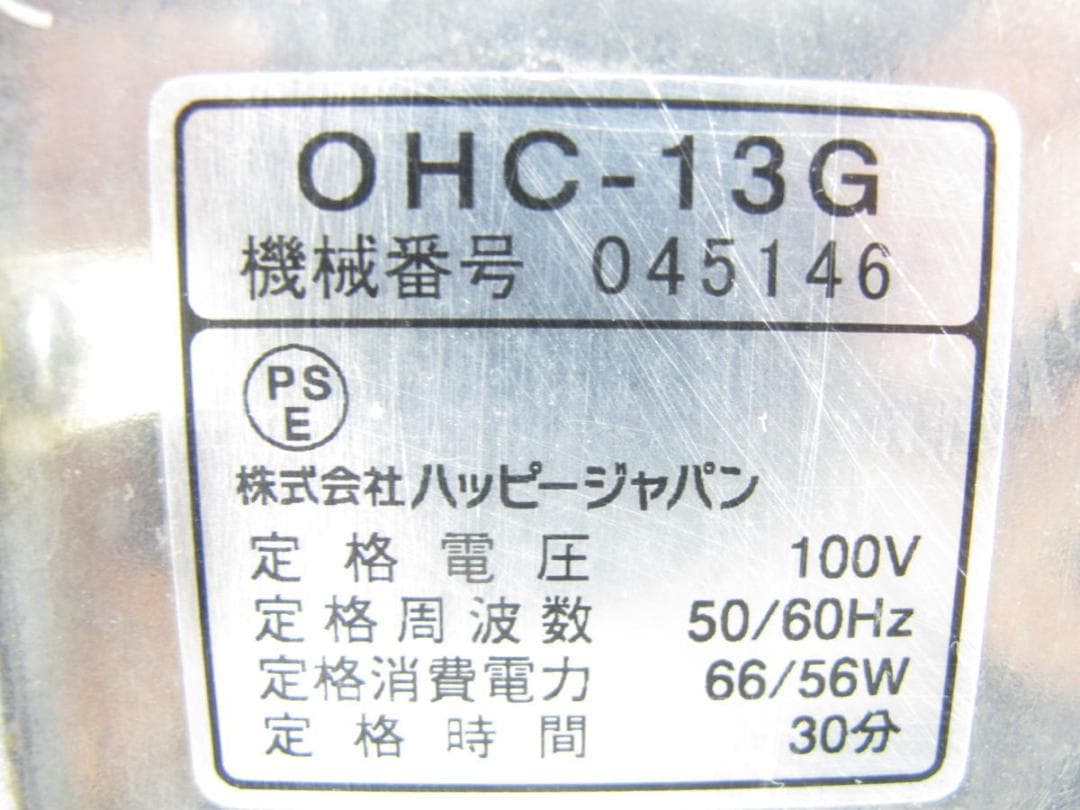 OHC-13G
機械番号 045146
PS
E
株式会社ハッピージャパン
定格電圧 100V
定格周波数 50/60Hz
定格消費電力 66/56W
定格時間 30分